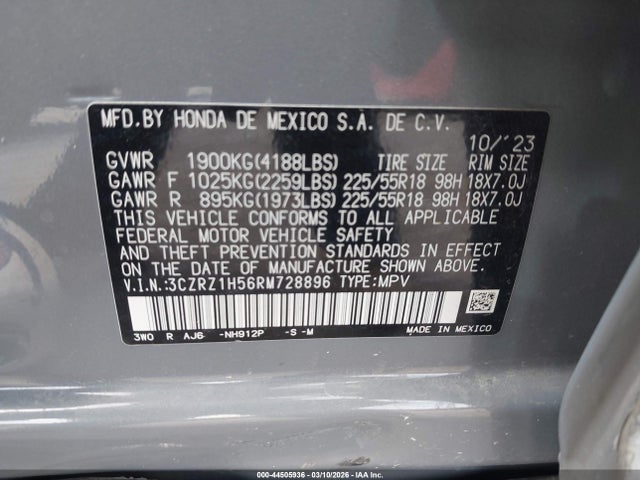 MFD.BY HONDA DE MEXICO S.A. DE C.V.
10/'23
GVWR 1900KG(4188LBS) TIRE SIZE RIM SIZE
GAWR F 1025KG(2259LBS) 225/55R18 98H 18X7.0J
GAWR R 895KG(1973LBS) 225/55R18 98H 18X7.0J
THIS VEHICLE CONFORMS TO ALL APPLICABLE
FEDERAL MOTOR VEHICLE SAFETY
AND THEFT PREVENTION STANDARDS IN EFFECT
ON THE DATE OF MANUFACTURE SHOWN ABOVE.
V.I.N.:3CZRZ1H56RM728896 TYPE:MPV
3W0 R AJ6 -NH912P -S -M
MADE IN MEXICO
000-44505936 - 03/10/2026 - IAAI.COM